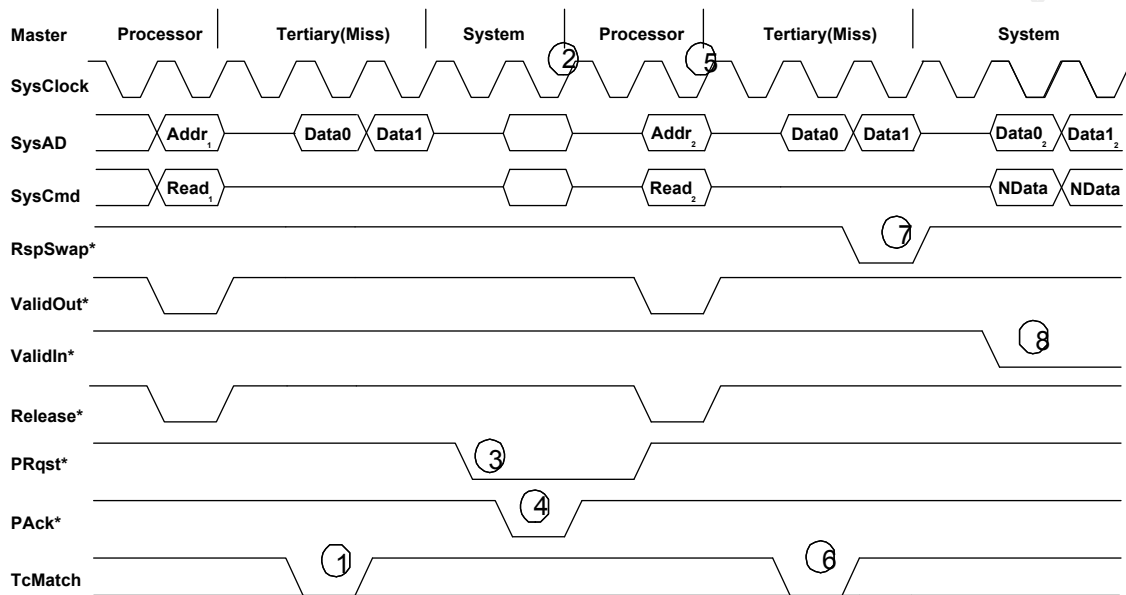 Master Processor Tertiary(Miss) System Processor Tertiary(Miss) System
2 5
SysClock
SysAD Addr1 Data0 Data1 Addr2 Data0 Data1 Data02 Data12
SysCmd Read1 Read2 NData NData
RspSwap* 7
ValidOut*
ValidIn* 8
Release*
PRqst* 3
PAck* 4
TcMatch 1 6